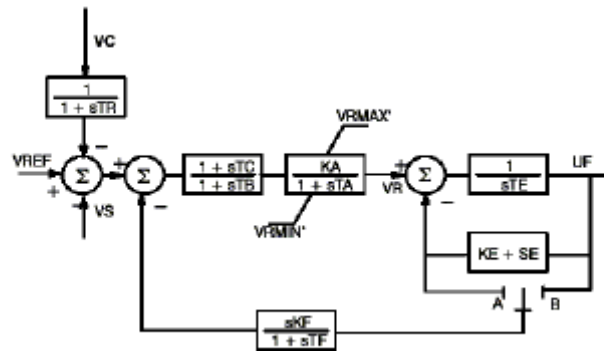 VC
1
1 + sTR
VREF
Σ
VS
Σ
1 + sTC
1 + sTB
VRMAX'
KA
1 + sTA
VRMIN'
VR
Σ
1
sTE
UF
KE + SE
A
B
sKF
1 + sTF
+
−
−
+
−
+
−